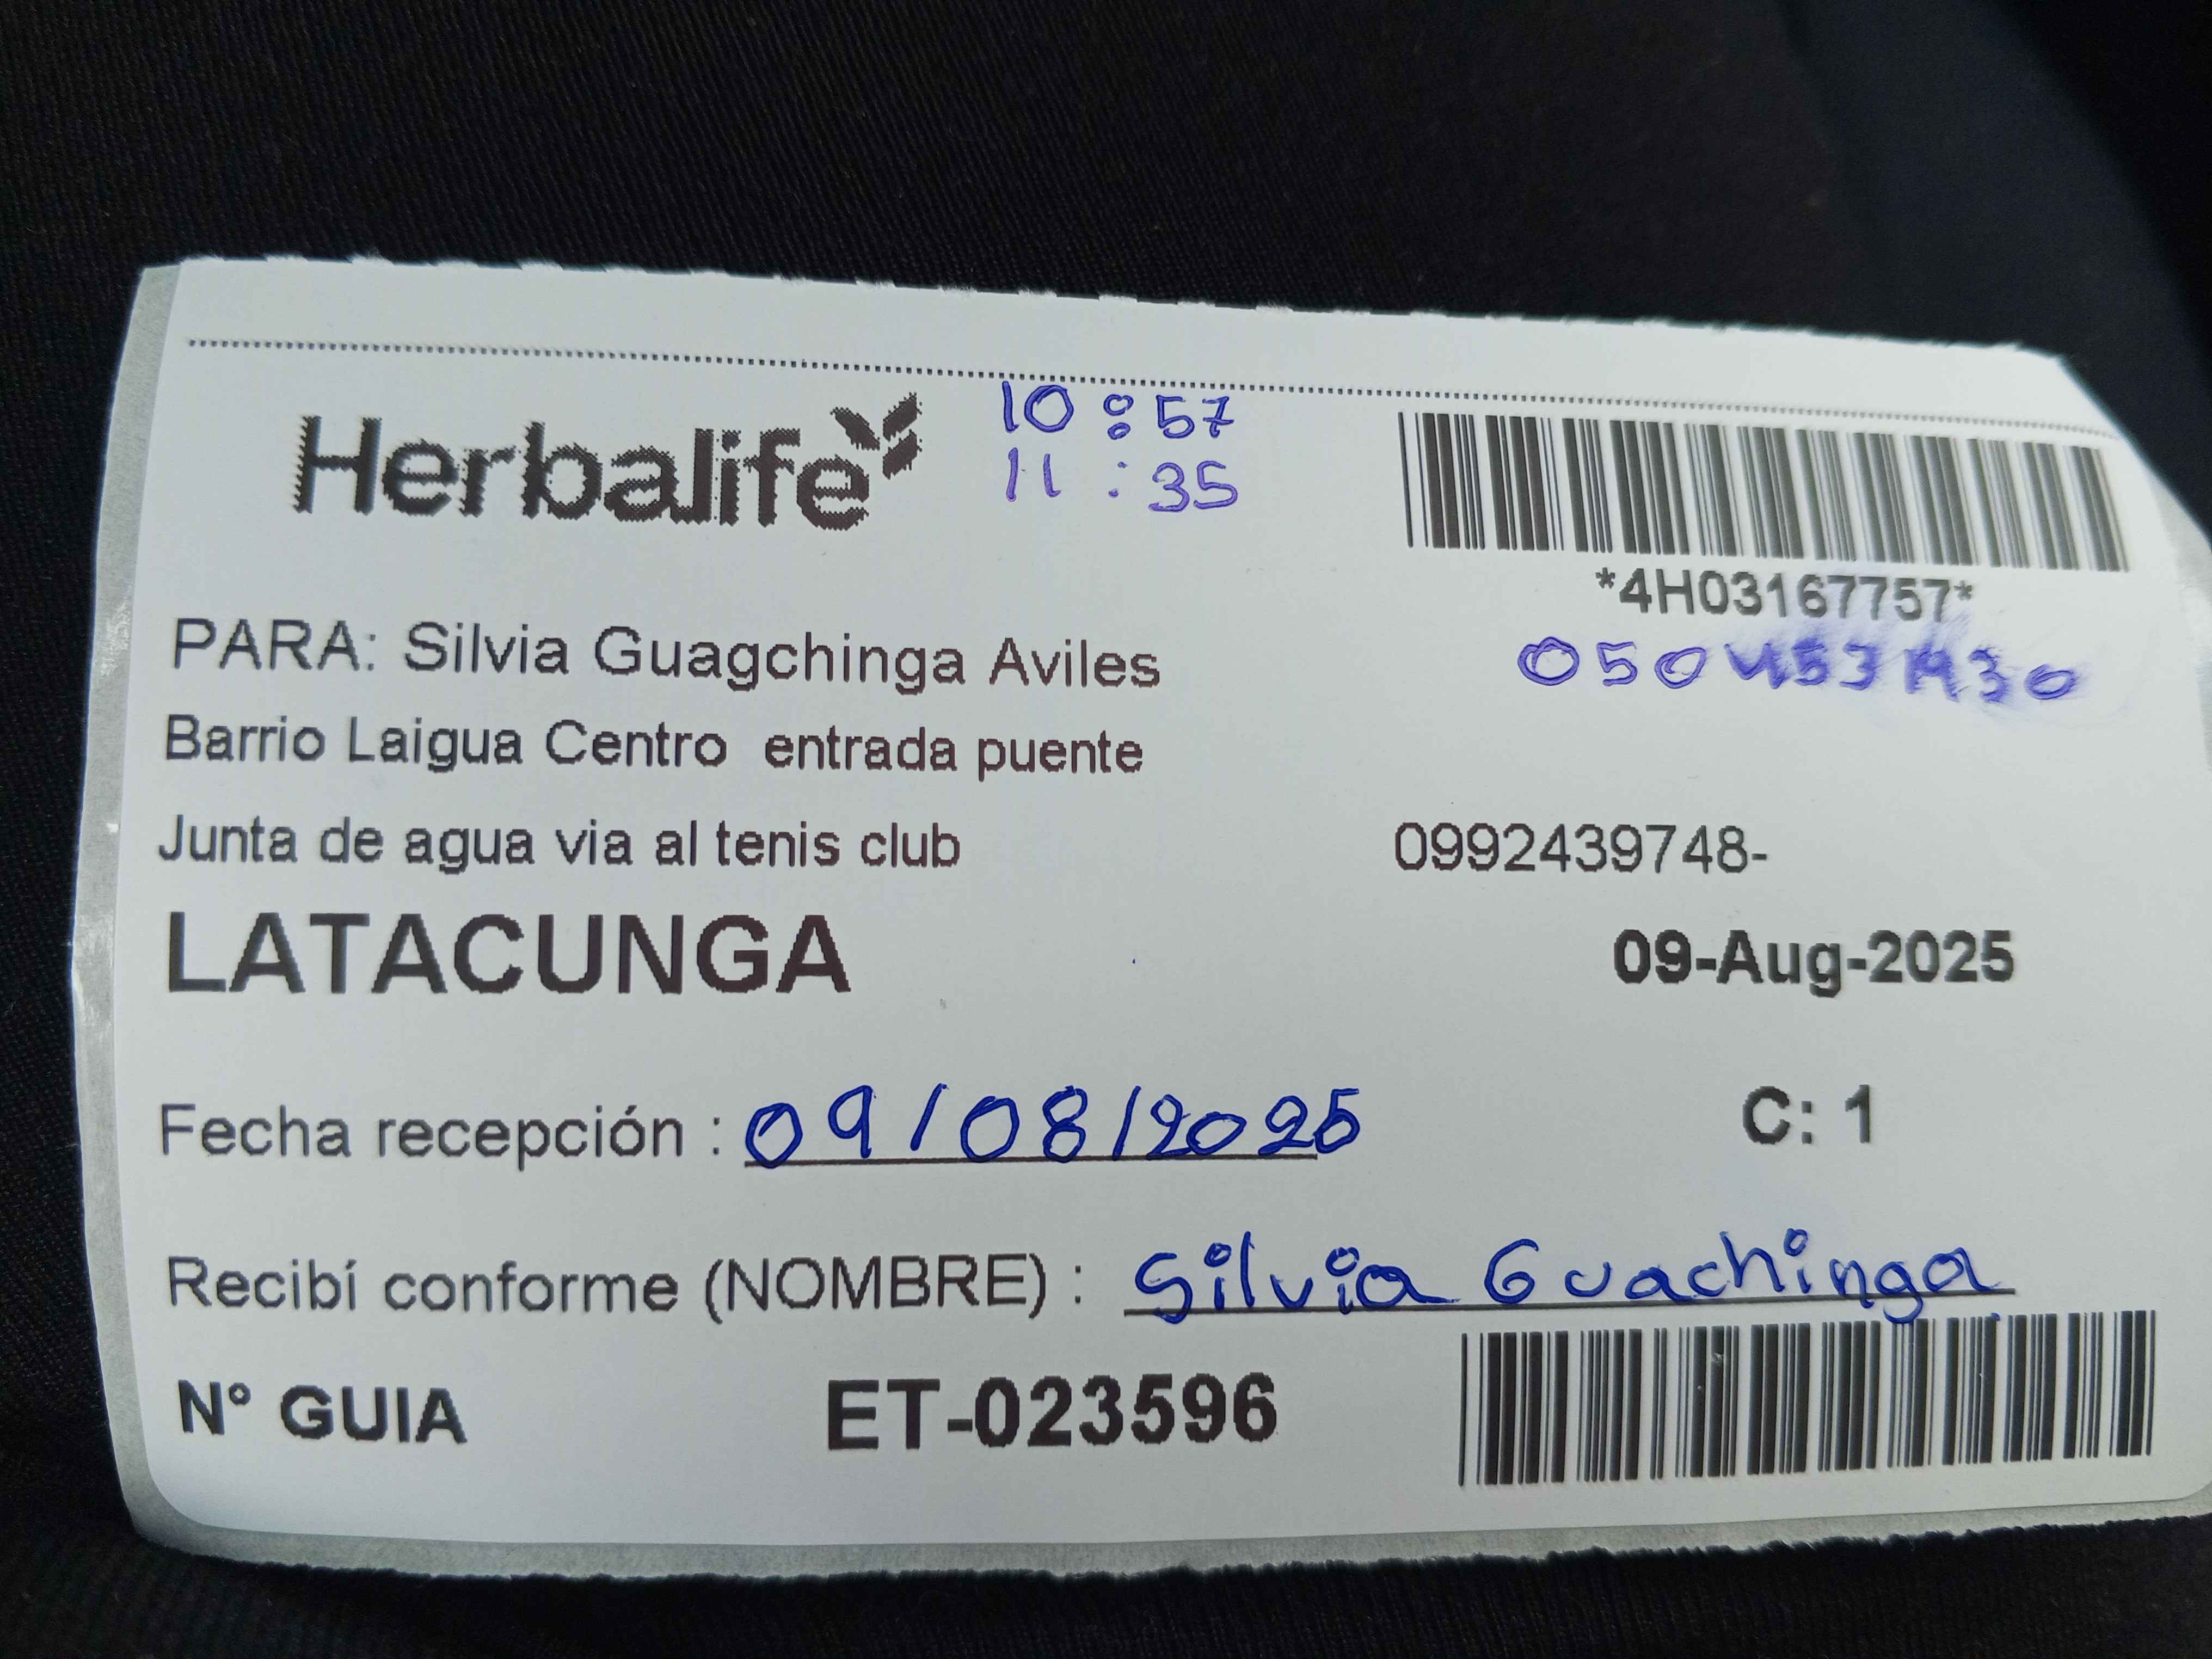 Herbalife
10:57
11:35
*4H03167757*
PARA: Silvia Guagchinga Aviles
Barrio Laigua Centro entrada puente
Junta de agua via al tenis club
0992439748-
LATACUNGA
09-Aug-2025
Fecha recepción : 09/08/2025
C: 1
Recibí conforme (NOMBRE) : Silvia Guachinga
N° GUIA ET-023596